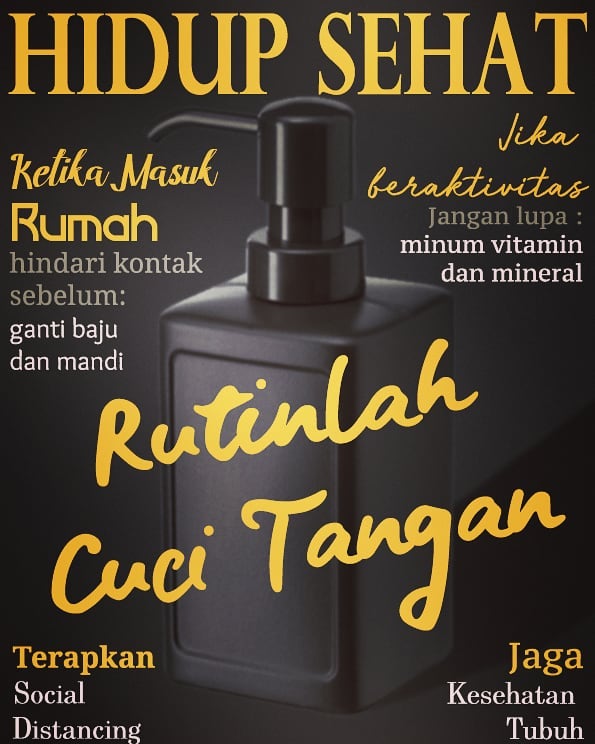 HIDUP SEHAT
Ketika Masuk
Rumah
hindari kontak
sebelum:
ganti baju
dan mandi
Jika
beraktivitas
Jangan lupa :
minum vitamin
dan mineral
Rutinlah
Cuci Tangan
Terapkan
Social
Distancing
Jaga
Kesehatan
Tubuh